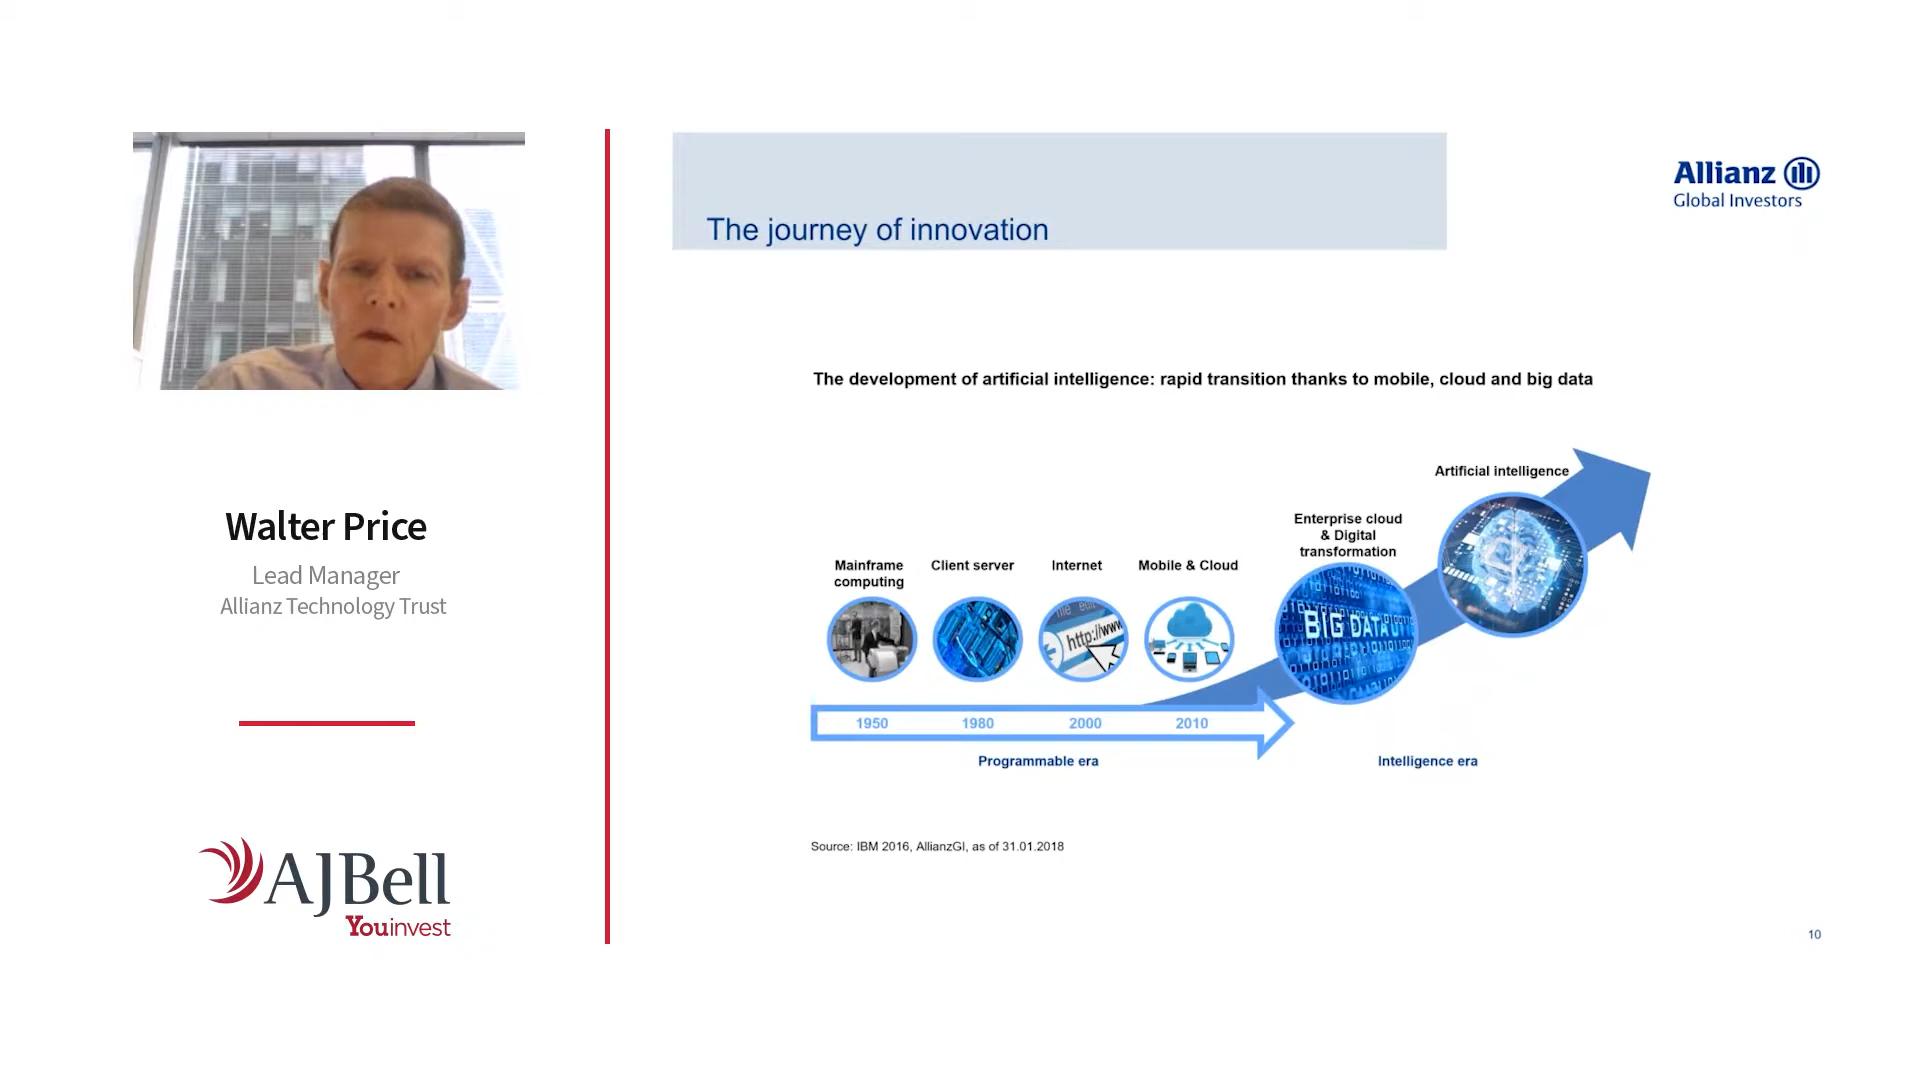 Walter Price
Lead Manager
Allianz Technology Trust
AJBell
Youinvest
The journey of innovation
Allianz
Global Investors
The development of artificial intelligence: rapid transition thanks to mobile, cloud and big data
Mainframe
computing
Client server
Internet
Mobile & Cloud
Enterprise cloud
& Digital
transformation
Artificial intelligence
http://www
BIG DATA
1950
1980
2000
2010
Programmable era
Intelligence era
Source: IBM 2016, AllianzGI, as of 31.01.2018
10